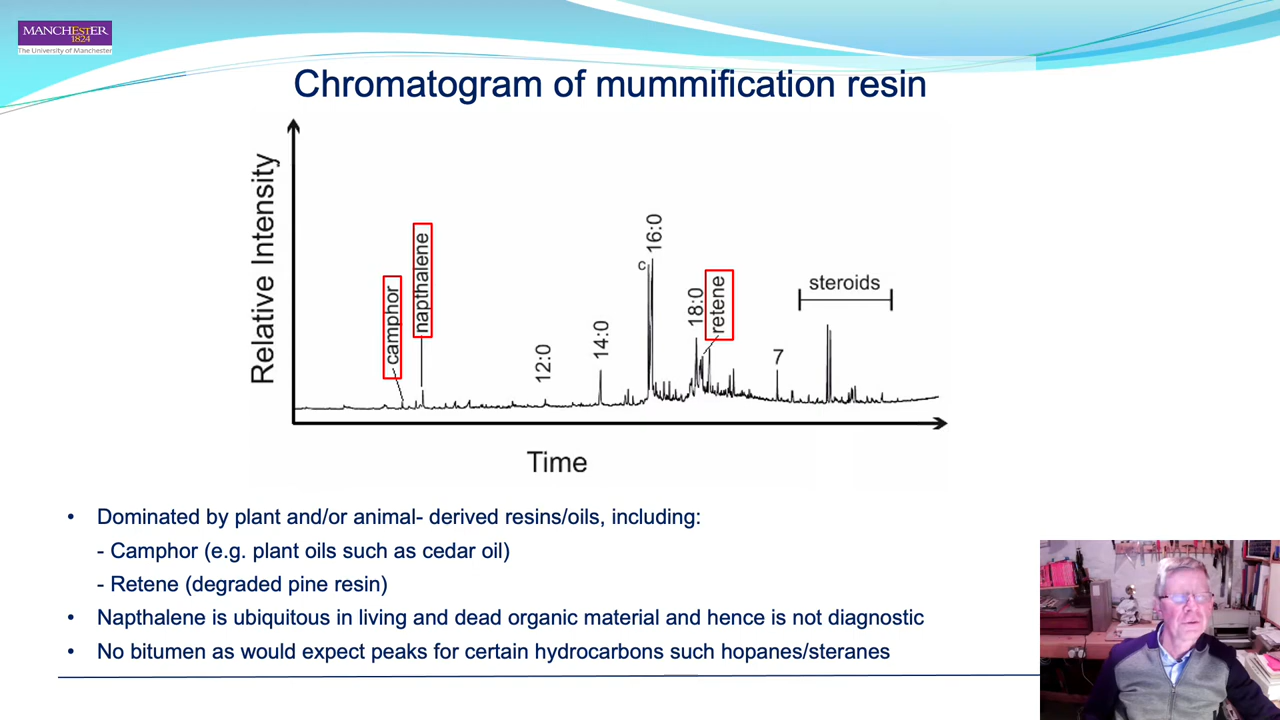 MANCHESTER
1824
The University of Manchester
Chromatogram of mummification resin
Relative Intensity
camphor
napthalene
12:0
14:0
c
16:0
18:0
retene
7
steroids
Time
• Dominated by plant and/or animal- derived resins/oils, including:
- Camphor (e.g. plant oils such as cedar oil)
- Retene (degraded pine resin)
• Napthalene is ubiquitous in living and dead organic material and hence is not diagnostic
• No bitumen as would expect peaks for certain hydrocarbons such hopanes/steranes